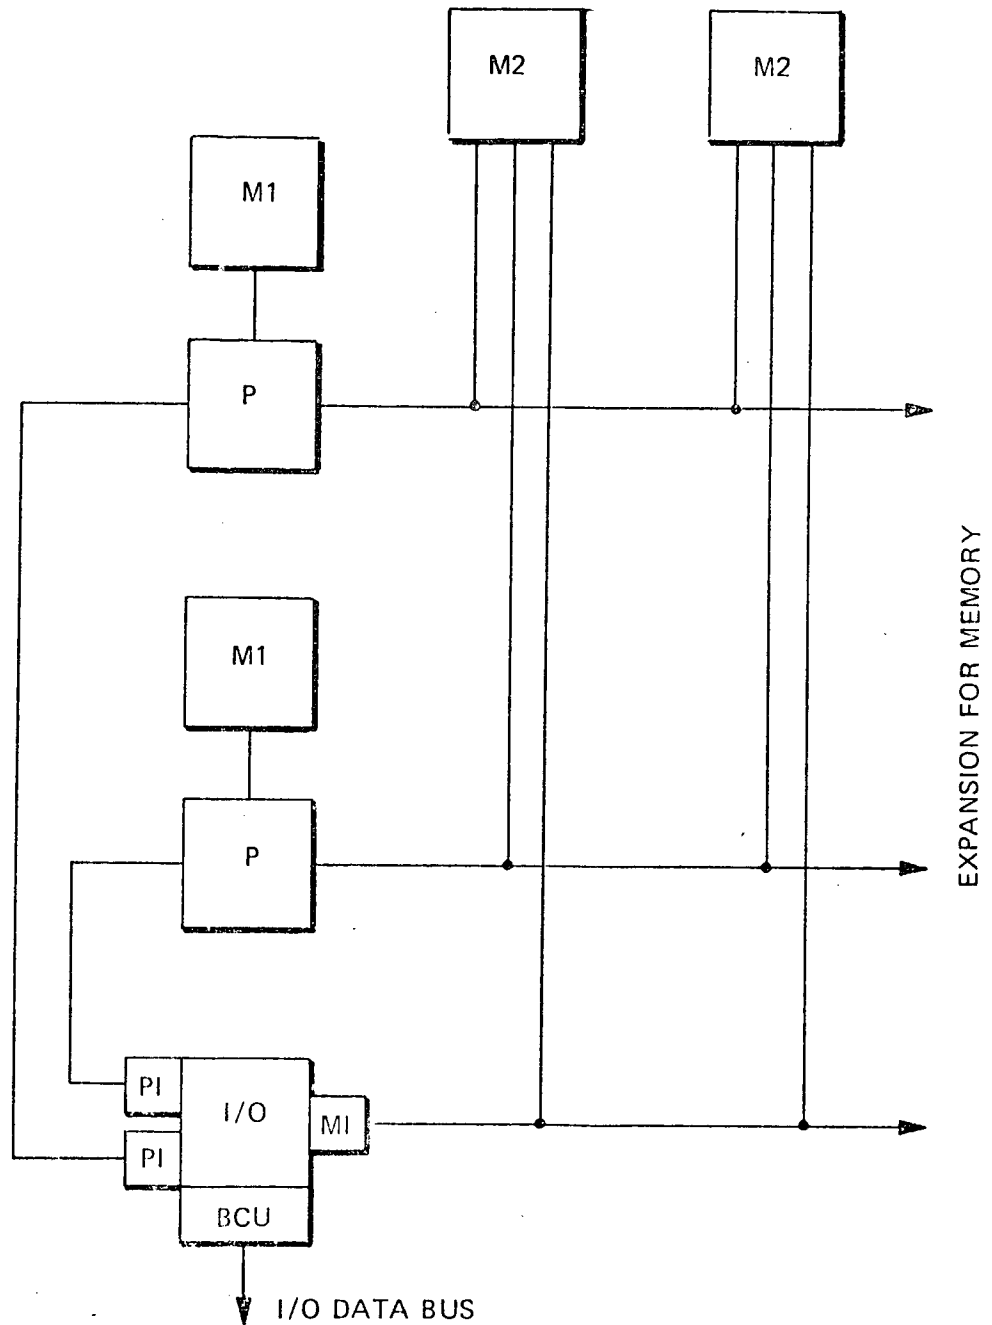 M2
M2
M1
P
M1
P
EXPANSION FOR MEMORY
PI
I/O
MI
PI
BCU
I/O DATA BUS